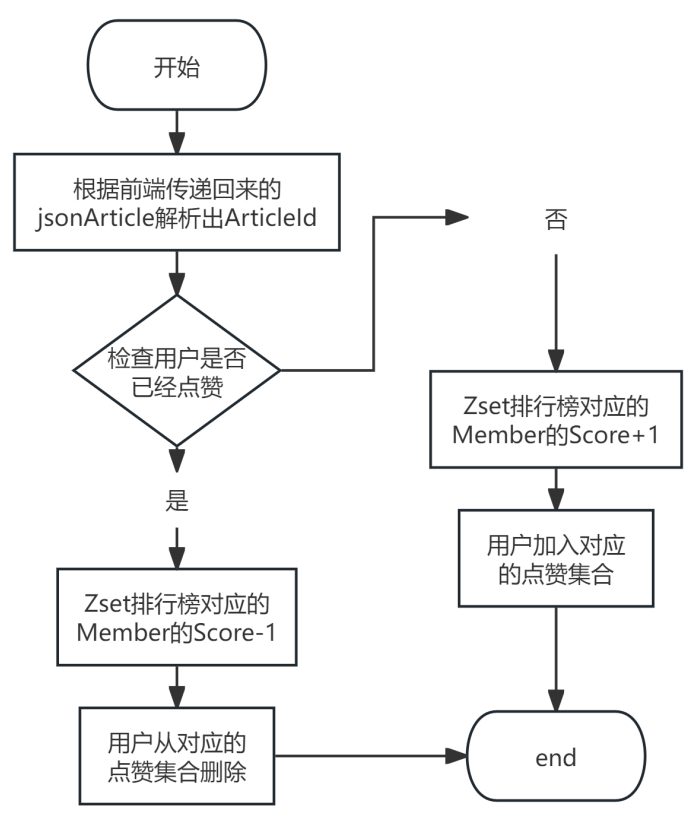 开始
根据前端传递回来的
jsonArticle解析出ArticleId
检查用户是否
已经点赞
是
Zset排行榜对应的
Member的Score-1
用户从对应的
点赞集合删除
否
Zset排行榜对应的
Member的Score+1
用户加入对应
的点赞集合
end